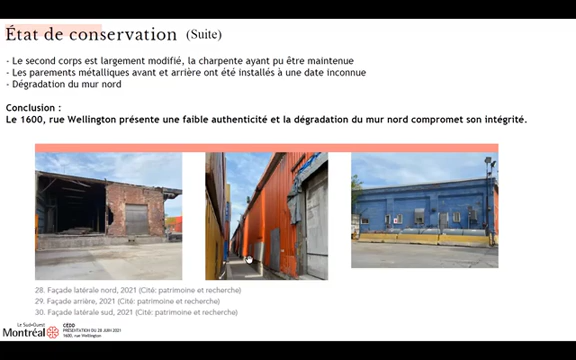 État de conservation (Suite)
- Le second corps est largement modifié, la charpente ayant pu être maintenue
- Les parements métalliques avant et arrière ont été installés à une date inconnue
- Dégradation du mur nord
Conclusion :
Le 1600, rue Wellington présente une faible authenticité et la dégradation du mur nord compromet son intégrité.
28. Façade latérale nord, 2021 (Cité: patrimoine et recherche)
29. Façade arrière, 2021 (Cité: patrimoine et recherche)
30. Façade latérale sud, 2021 (Cité: patrimoine et recherche)
Le Sud-Ouest
Montréal
CEDD
PRÉSENTATION DU 28 JUIN 2021
1600, rue Wellington